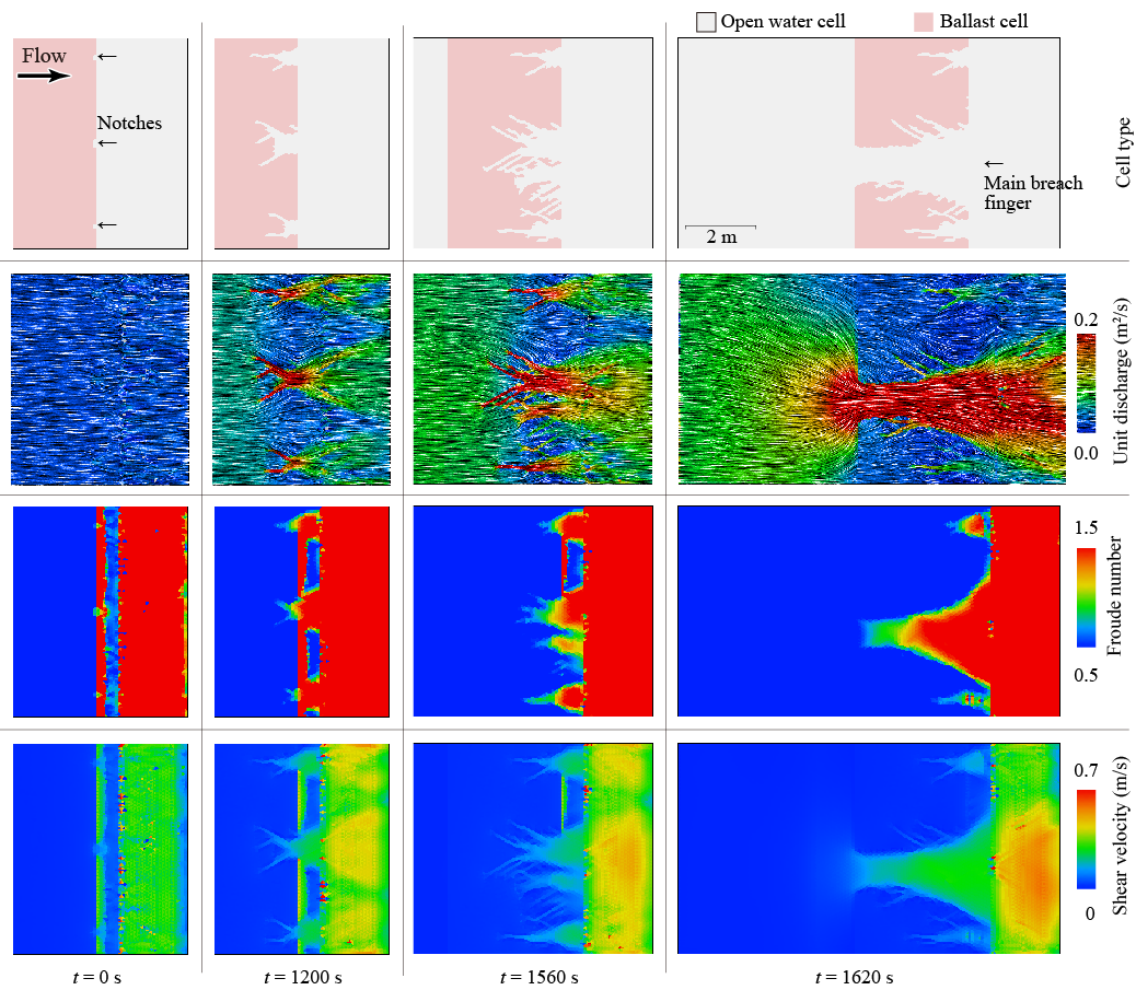 Open water cell
Ballast cell
Flow
Notches
Main breach
finger
2 m
Cell type
0.2
0.0
Unit discharge (m²/s)
1.5
0.5
Froude number
0.7
0
Shear velocity (m/s)
t = 0 s
t = 1200 s
t = 1560 s
t = 1620 s